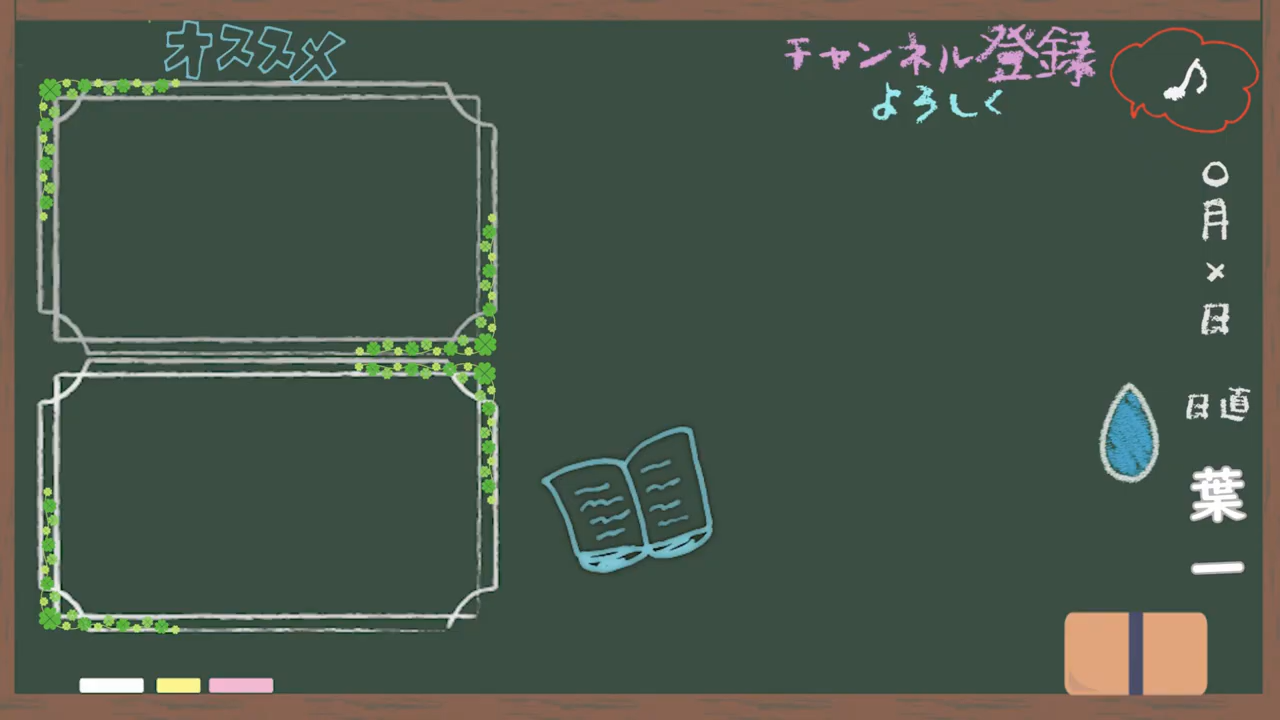 オススメ
チャンネル登録
よろしく
○月×日
日直
葉一